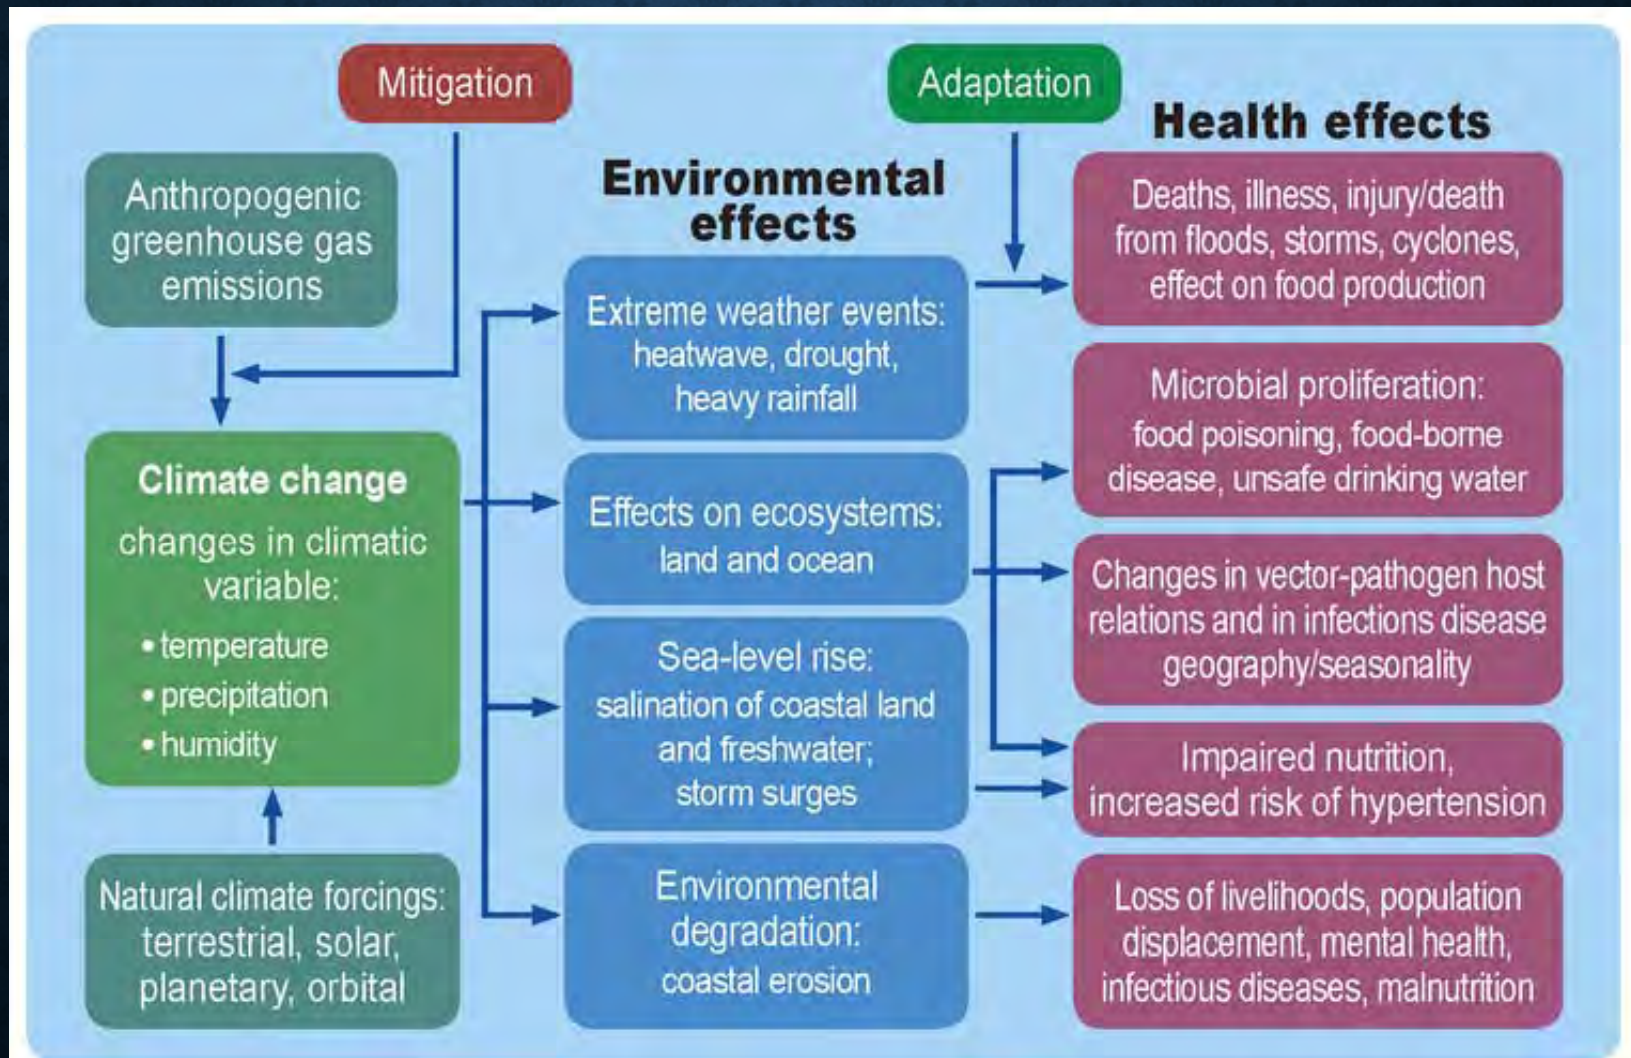 Mitigation
Adaptation
Anthropogenic
greenhouse gas
emissions
Climate change
changes in climatic
variable:
• temperature
• precipitation
• humidity
Natural climate forcings:
terrestrial, solar,
planetary, orbital
Environmental
effects
Extreme weather events:
heatwave, drought,
heavy rainfall
Effects on ecosystems:
land and ocean
Sea-level rise:
salination of coastal land
and freshwater;
storm surges
Environmental
degradation:
coastal erosion
Health effects
Deaths, illness, injury/death
from floods, storms, cyclones,
effect on food production
Microbial proliferation:
food poisoning, food-borne
disease, unsafe drinking water
Changes in vector-pathogen host
relations and in infections disease
geography/seasonality
Impaired nutrition,
increased risk of hypertension
Loss of livelihoods, population
displacement, mental health,
infectious diseases, malnutrition